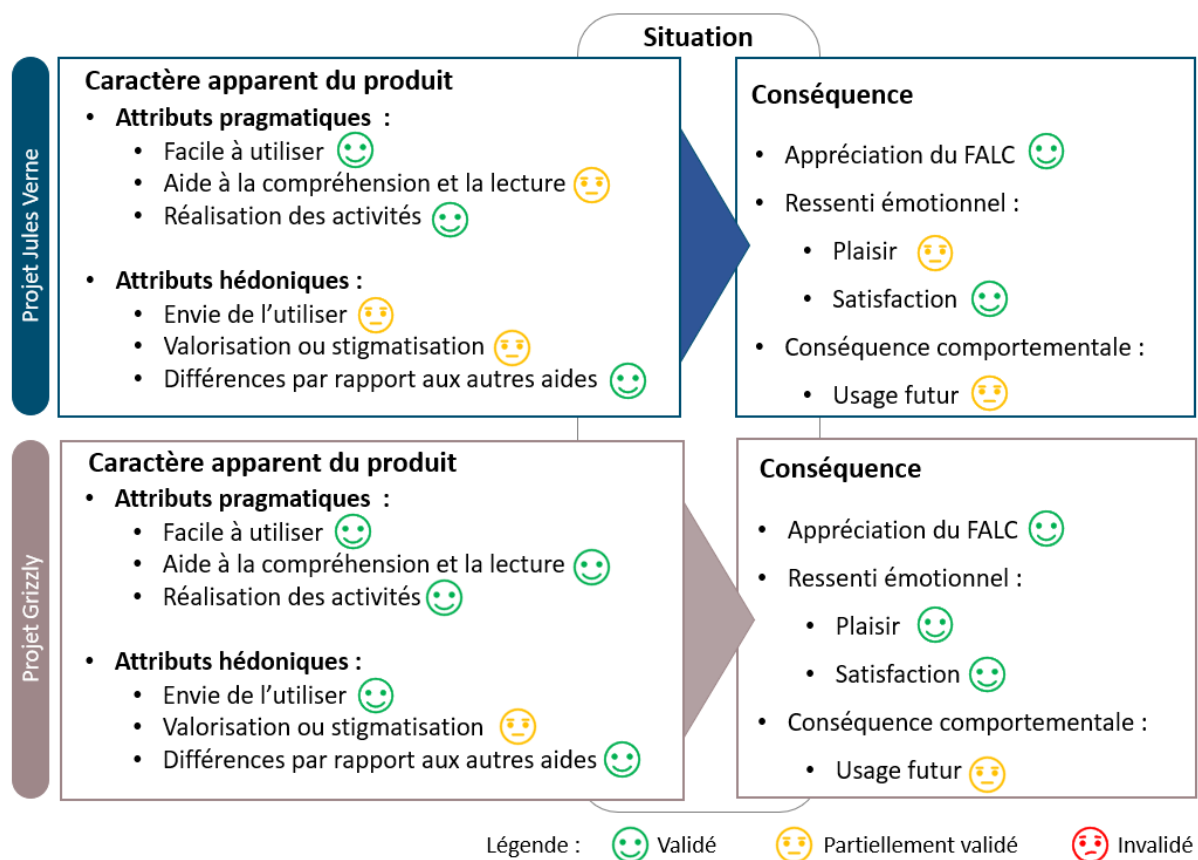 Situation
Projet Jules Verne
Caractère apparent du produit
• Attributs pragmatiques :
• Facile à utiliser
• Aide à la compréhension et la lecture
• Réalisation des activités
• Attributs hédoniques :
• Envie de l'utiliser
• Valorisation ou stigmatisation
• Différences par rapport aux autres aides
Conséquence
• Appréciation du FALC
• Ressenti émotionnel :
• Plaisir
• Satisfaction
• Conséquence comportementale :
• Usage futur
Projet Grizzly
Caractère apparent du produit
• Attributs pragmatiques :
• Facile à utiliser
• Aide à la compréhension et la lecture
• Réalisation des activités
• Attributs hédoniques :
• Envie de l'utiliser
• Valorisation ou stigmatisation
• Différences par rapport aux autres aides
Conséquence
• Appréciation du FALC
• Ressenti émotionnel :
• Plaisir
• Satisfaction
• Conséquence comportementale :
• Usage futur
Légende : Validé Partiellement validé Invalidé